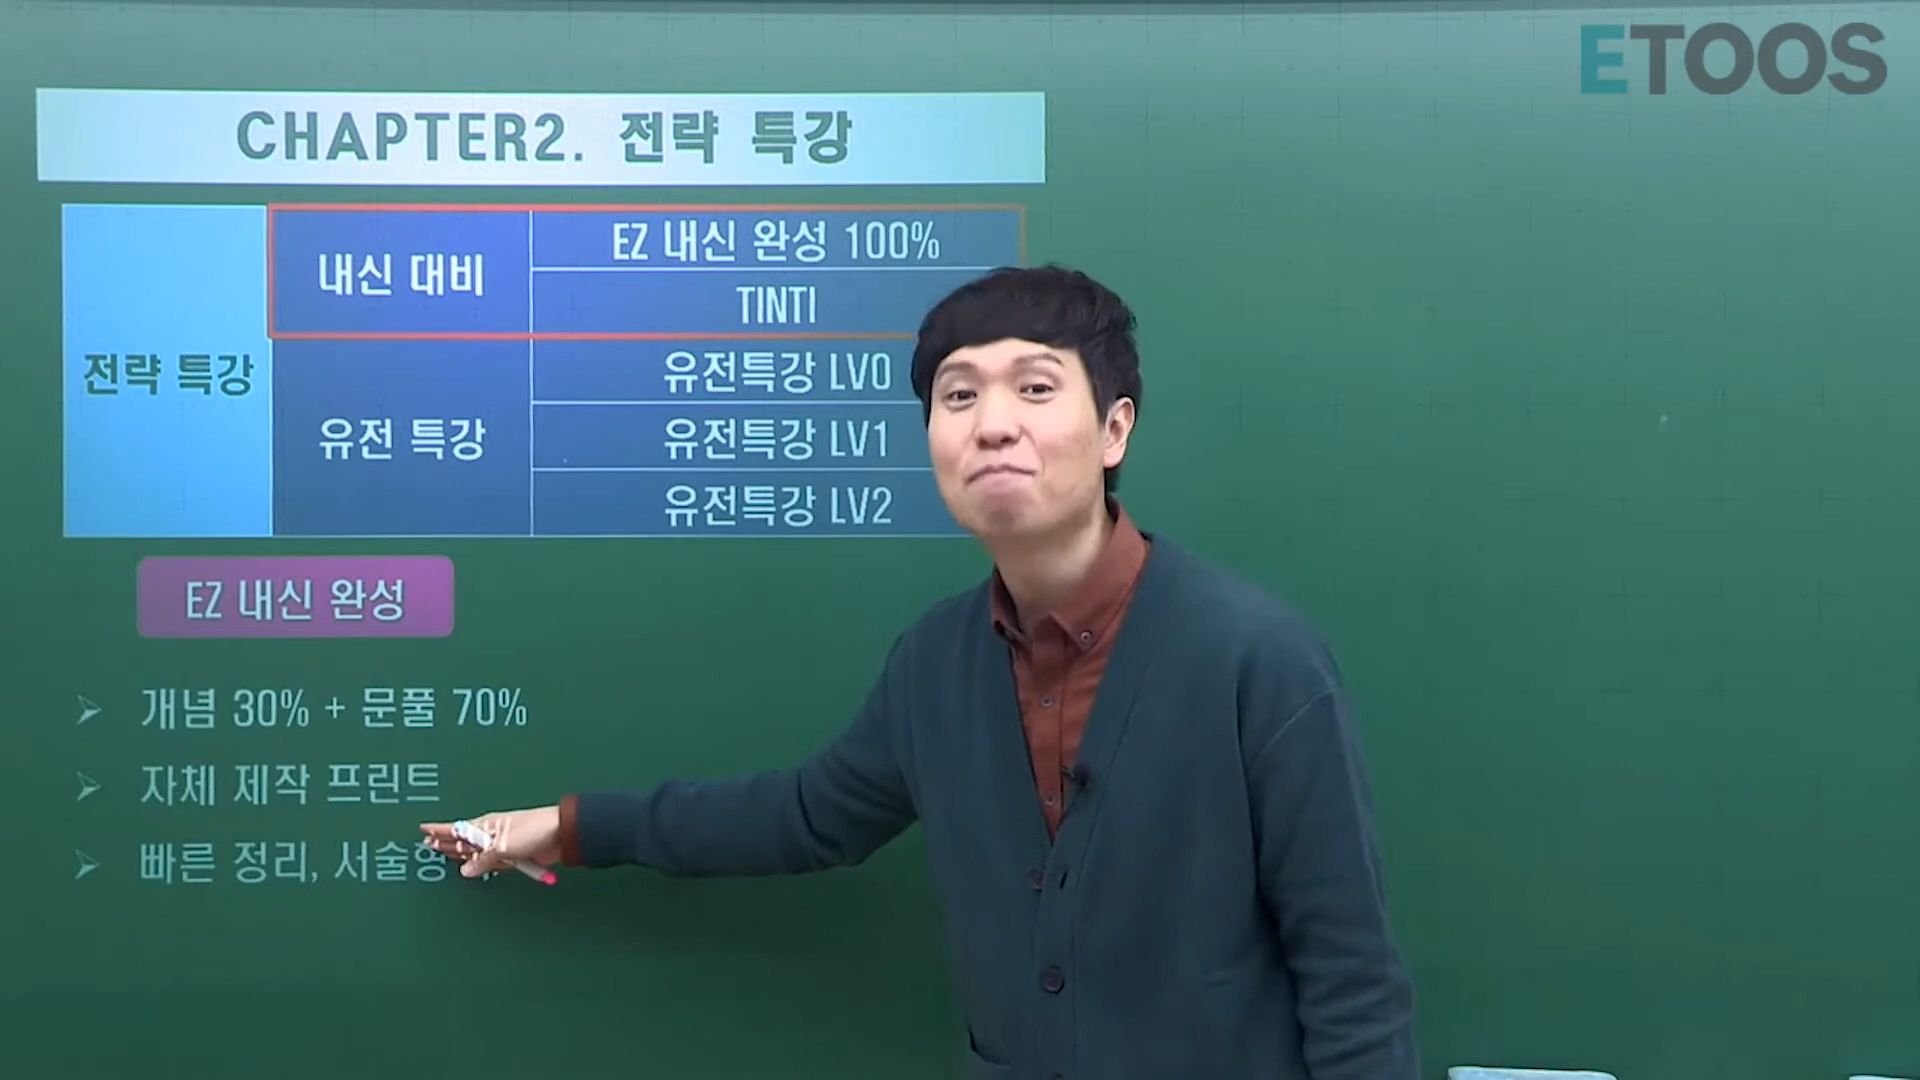 ETOOS
CHAPTER2. 전략 특강
전략 특강
내신 대비
EZ 내신 완성 100%
TINTI
유전 특강
유전특강 LV0
유전특강 LV1
유전특강 LV2
EZ 내신 완성
개념 30% + 문풀 70%
자체 제작 프린트
빠른 정리, 서술형